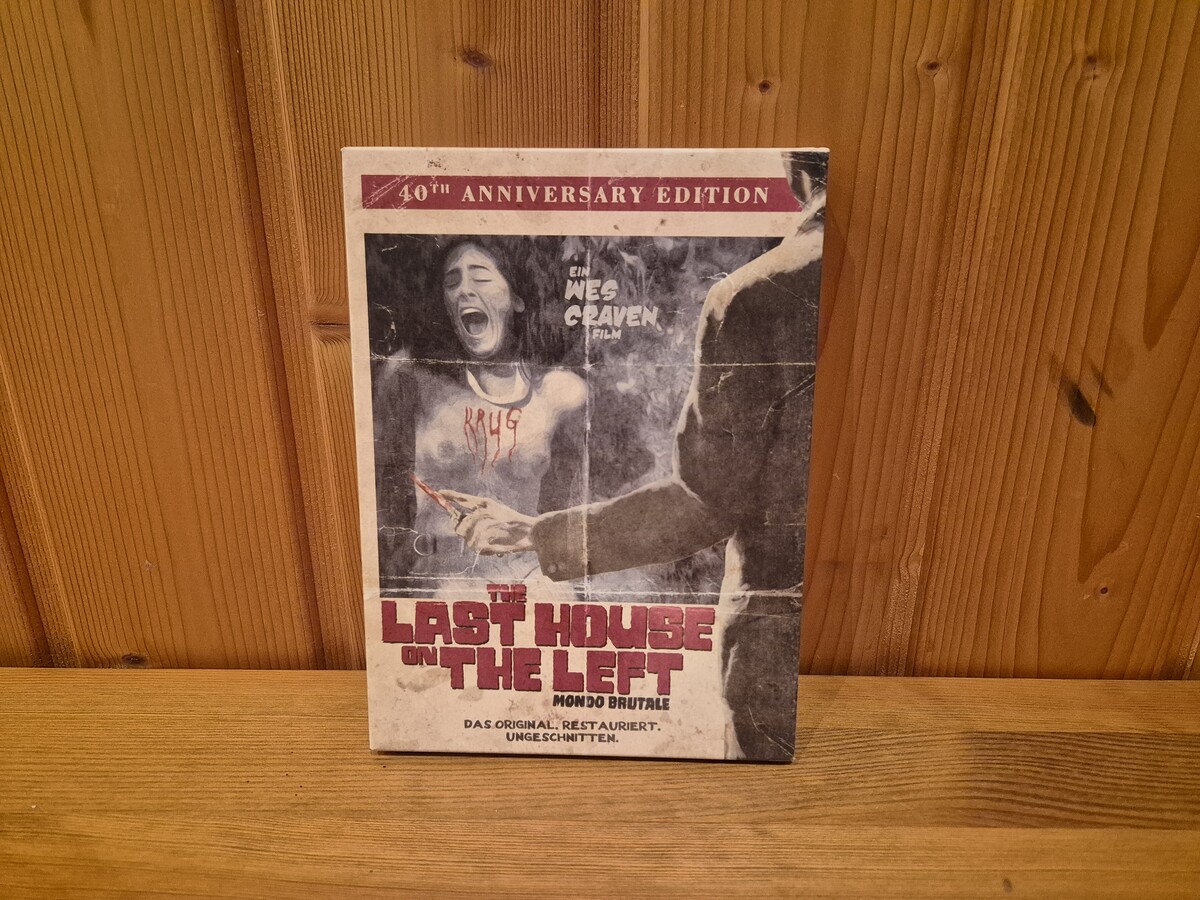 40TH ANNIVERSARY EDITION
EIN
WES
CRAVEN
FILM
KRUG
THE
LAST HOUSE
ON THE LEFT
MONDO BRUTALE
DAS ORIGINAL. RESTAURIERT.
UNGESCHNITTEN.